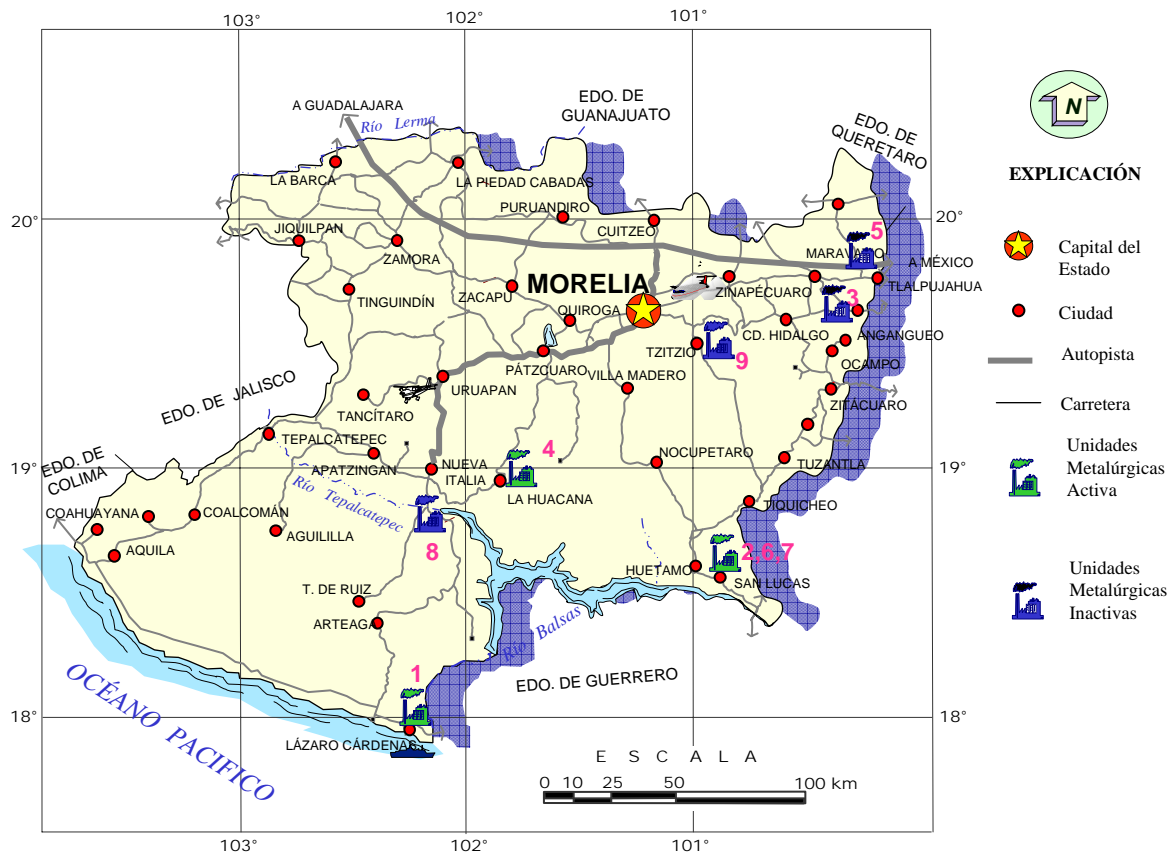 103°
102°
101°
A GUADALAJARA
Río Lerma
EDO. DE
GUANAJUATO
EDO. DE
QUERETARO
N
EXPLICACIÓN
LA BARCA
LA PIEDAD CABADAS
PURUANDIRO
20°
20°
JIQUILPAN
CUITZEO
5
MARAVATIO
A MÉXICO
Capital del
Estado
ZAMORA
MORELIA
ZINAPÉCUARO
TLALPUJAHUA
TINGUINDÍN
ZACAPU
QUIROGA
3
Ciudad
CD. HIDALGO
ANGANGUEO
TZITZIO
9
OCAMPO
Autopista
PÁTZCUARO
VILLA MADERO
EDO. DE JALISCO
URUAPAN
TANCÍTARO
ZITACUARO
Carretera
TEPALCATEPEC
4
NOCUPETARO
EDO. DE
COLIMA
19°
19°
APATZINGAN
NUEVA
ITALIA
TUZANTLA
Unidades
Metalúrgicas
Activa
Río Tepalcatepec
LA HUACANA
TIQUICHEO
COAHUAYANA
COALCOMÁN
AGUILILLA
8
AQUILA
2,6,7
HUETAMO
SAN LUCAS
Unidades
Metalúrgicas
Inactivas
T. DE RUIZ
ARTEAGA
Río Balsas
1
EDO. DE GUERRERO
OCÉANO PACIFICO
18°
18°
LÁZARO CÁRDENAS
E S C A L A
0 10 25 50 100 km
103°
102°
101°